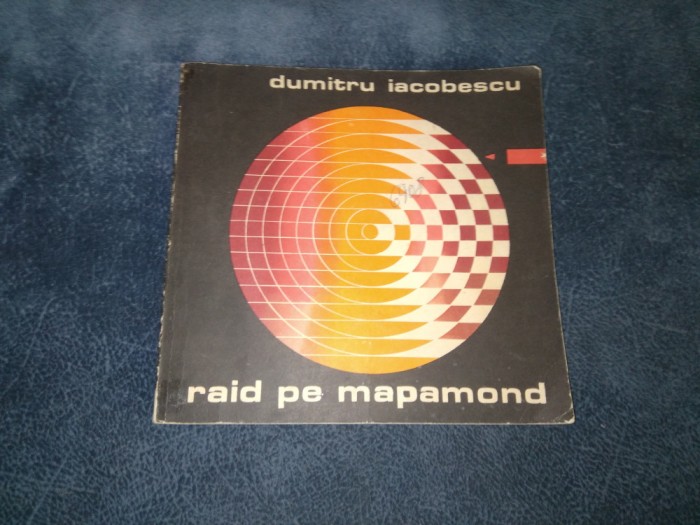 dumitru iacobescu
raid pe mapamond